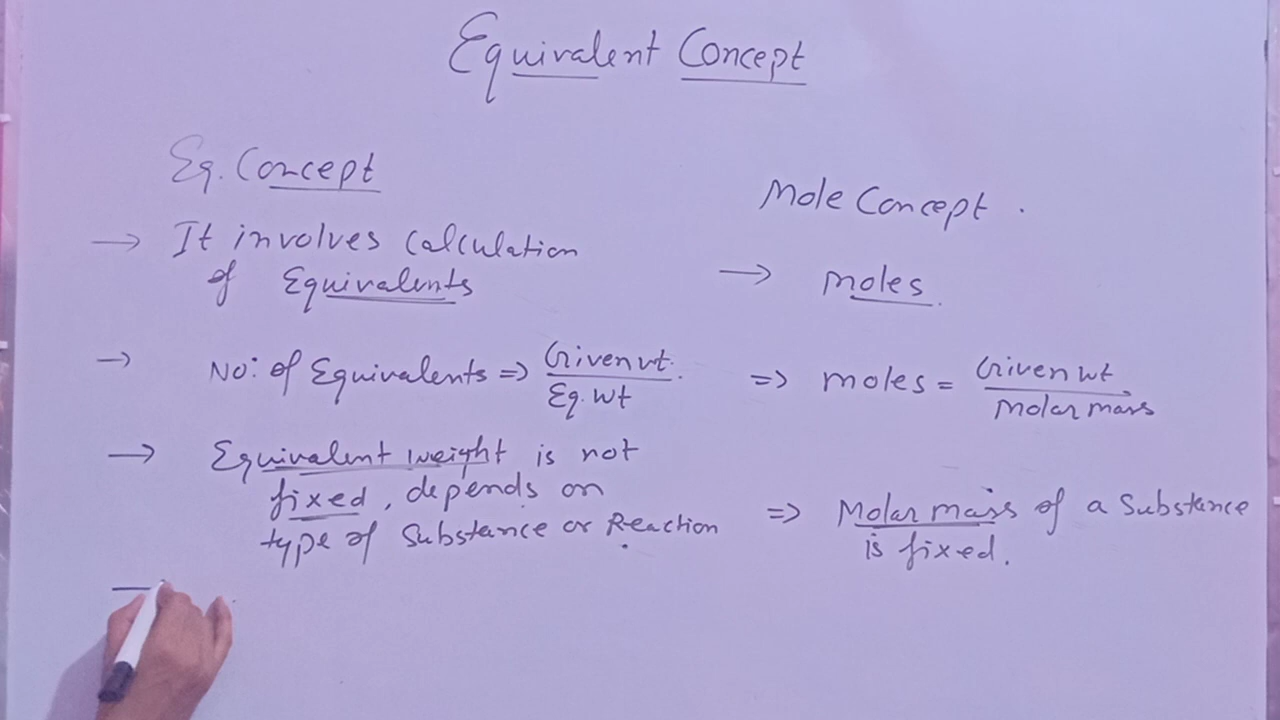 Equivalent Concept
Eq. Concept
→ It involves calculation
of Equivalents
→ No: of Equivalents => Given wt. / Eq. wt
→ Equivalent weight is not
fixed, depends on
type of Substance or Reaction
Mole Concept.
→ moles.
=> moles = Given wt / Molar mass
=> Molar mass of a Substance
is fixed.